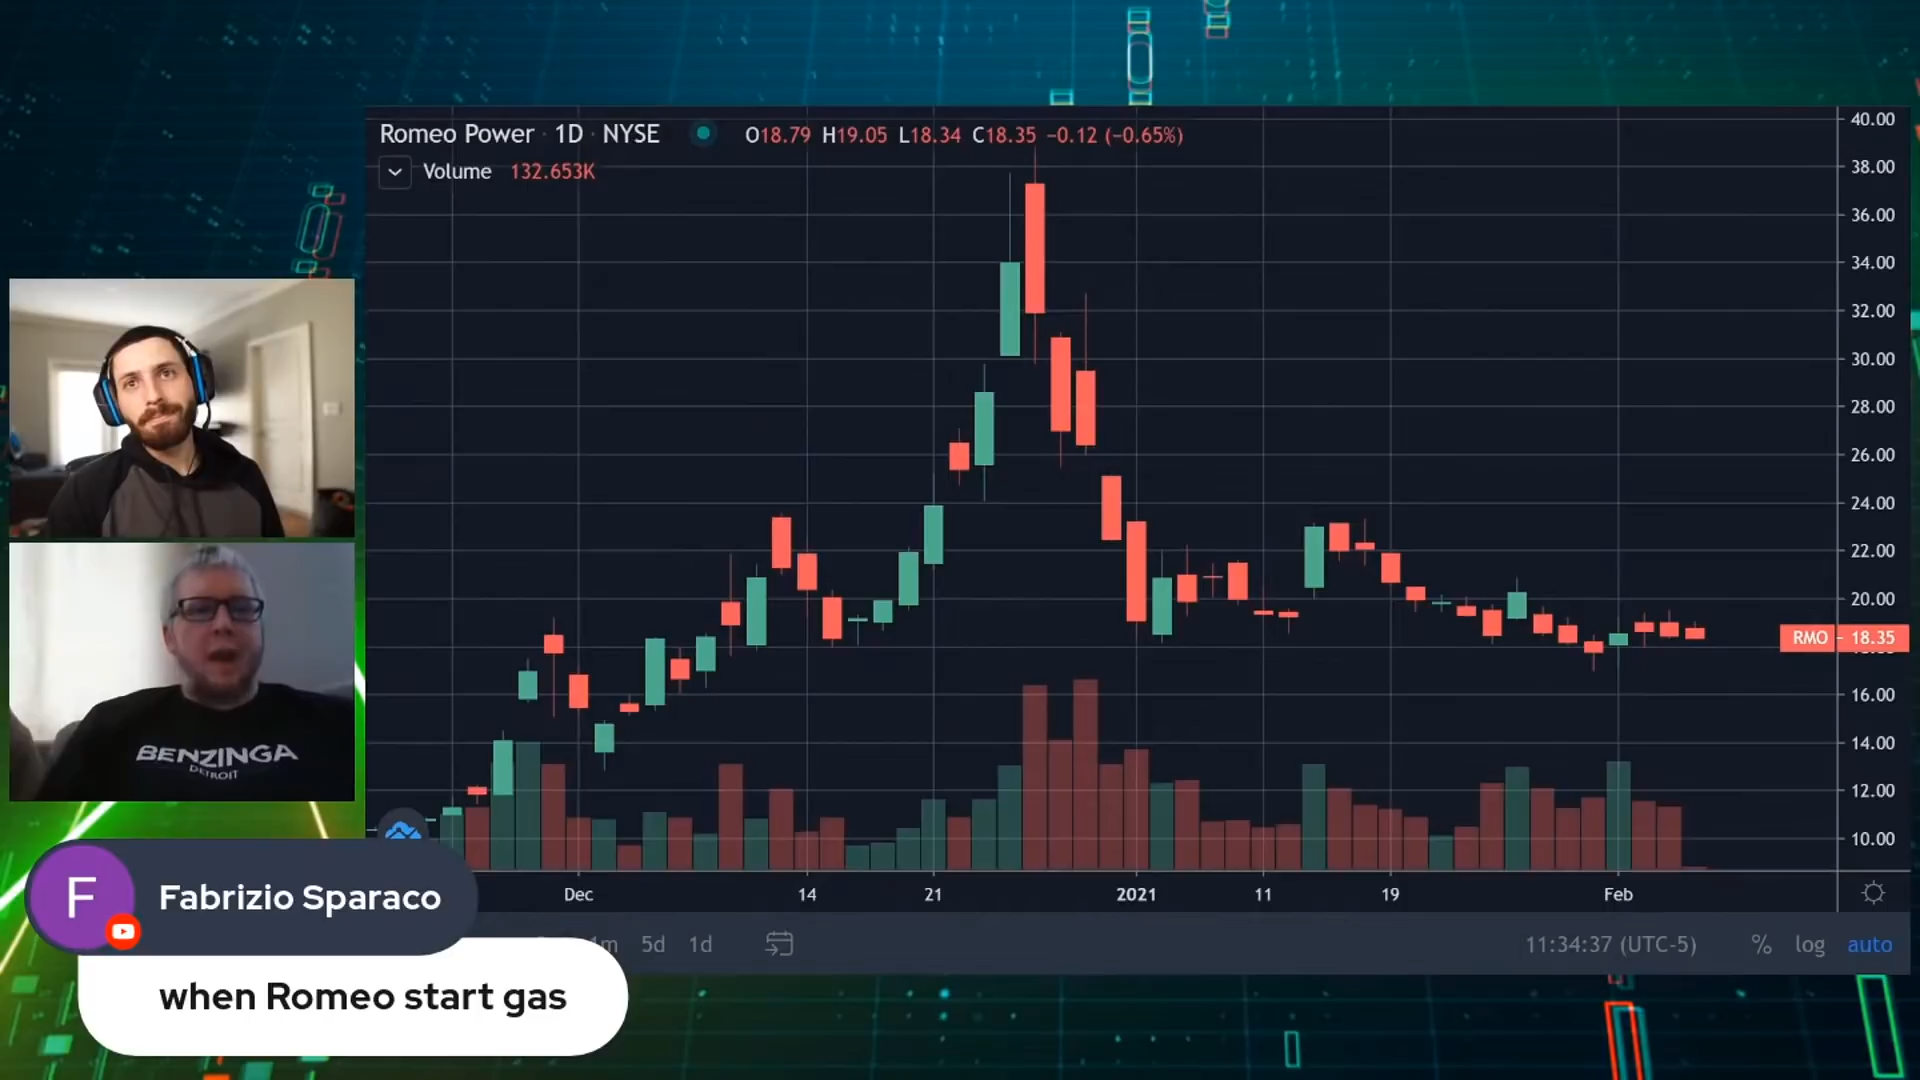 Romeo Power · 1D · NYSE O18.79 H19.05 L18.34 C18.35 −0.12 (−0.65%)
Volume 132.653K
40.00
38.00
36.00
34.00
32.00
30.00
28.00
26.00
24.00
22.00
20.00
RMO 18.35
16.00
14.00
12.00
10.00
BENZINGA
DETROIT
Dec 14 21 2021 11 19 Feb
1m 5d 1d 11:34:37 (UTC-5) % log auto
F Fabrizio Sparaco
when Romeo start gas